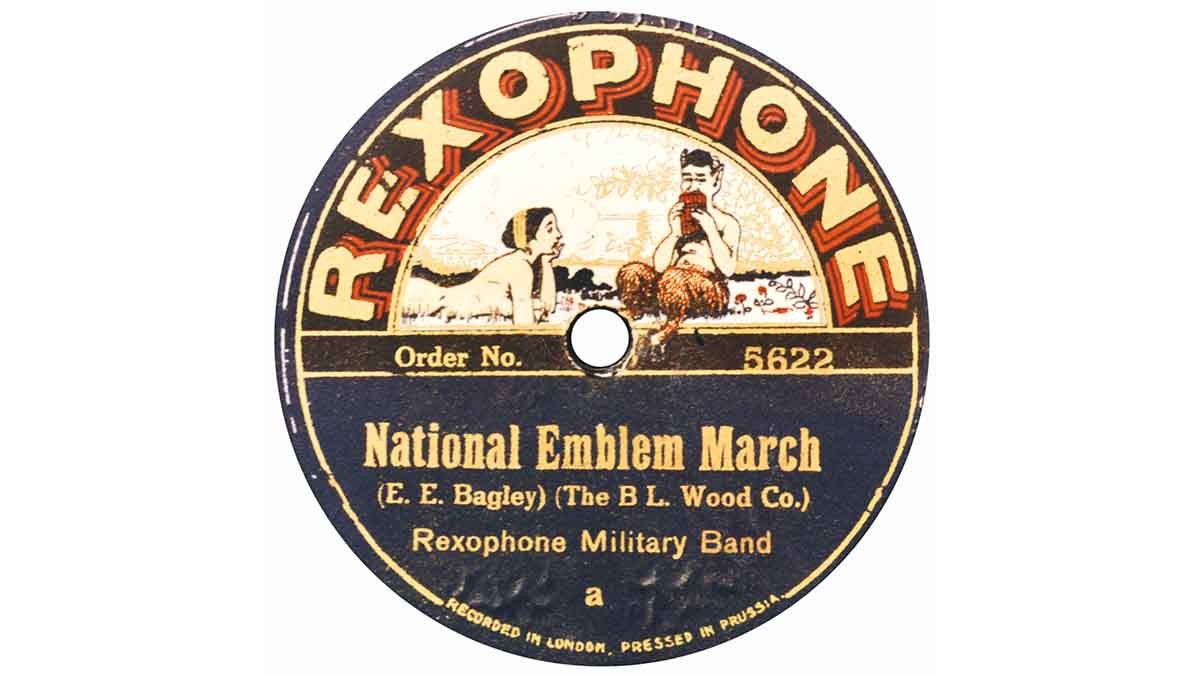 REXOPHONE
Order No. 5622
National Emblem March
(E. E. Bagley) (The B L. Wood Co.)
Rexophone Military Band
a
RECORDED IN LONDON, PRESSED IN PRUSSIA.